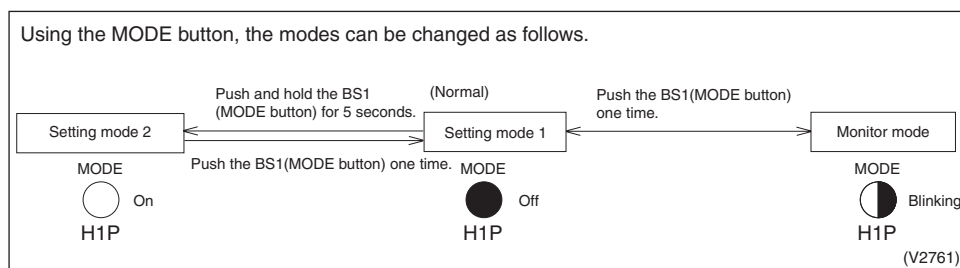 Using the MODE button, the modes can be changed as follows.
Push and hold the BS1
(MODE button) for 5 seconds.
(Normal)
Push the BS1(MODE button)
one time.
Setting mode 2
Setting mode 1
Monitor mode
Push the BS1(MODE button) one time.
MODE
On
H1P
MODE
Off
H1P
MODE
Blinking
H1P
(V2761)